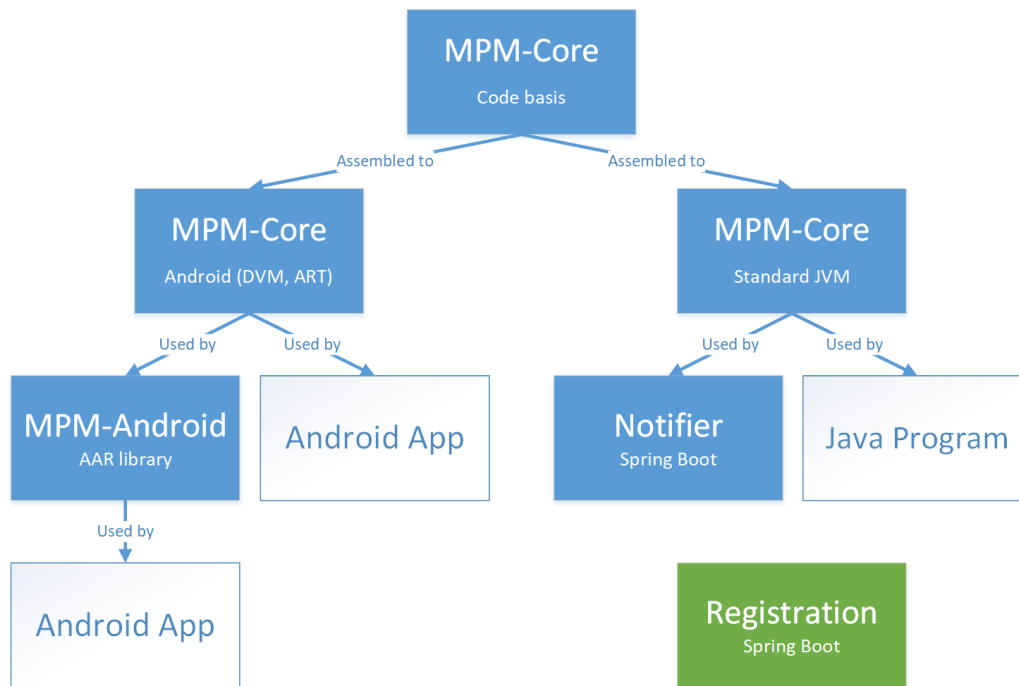 MPM-Core
Code basis
Assembled to
Assembled to
MPM-Core
Android (DVM, ART)
MPM-Core
Standard JVM
Used by
Used by
Used by
Used by
MPM-Android
AAR library
Android App
Notifier
Spring Boot
Java Program
Used by
Android App
Registration
Spring Boot